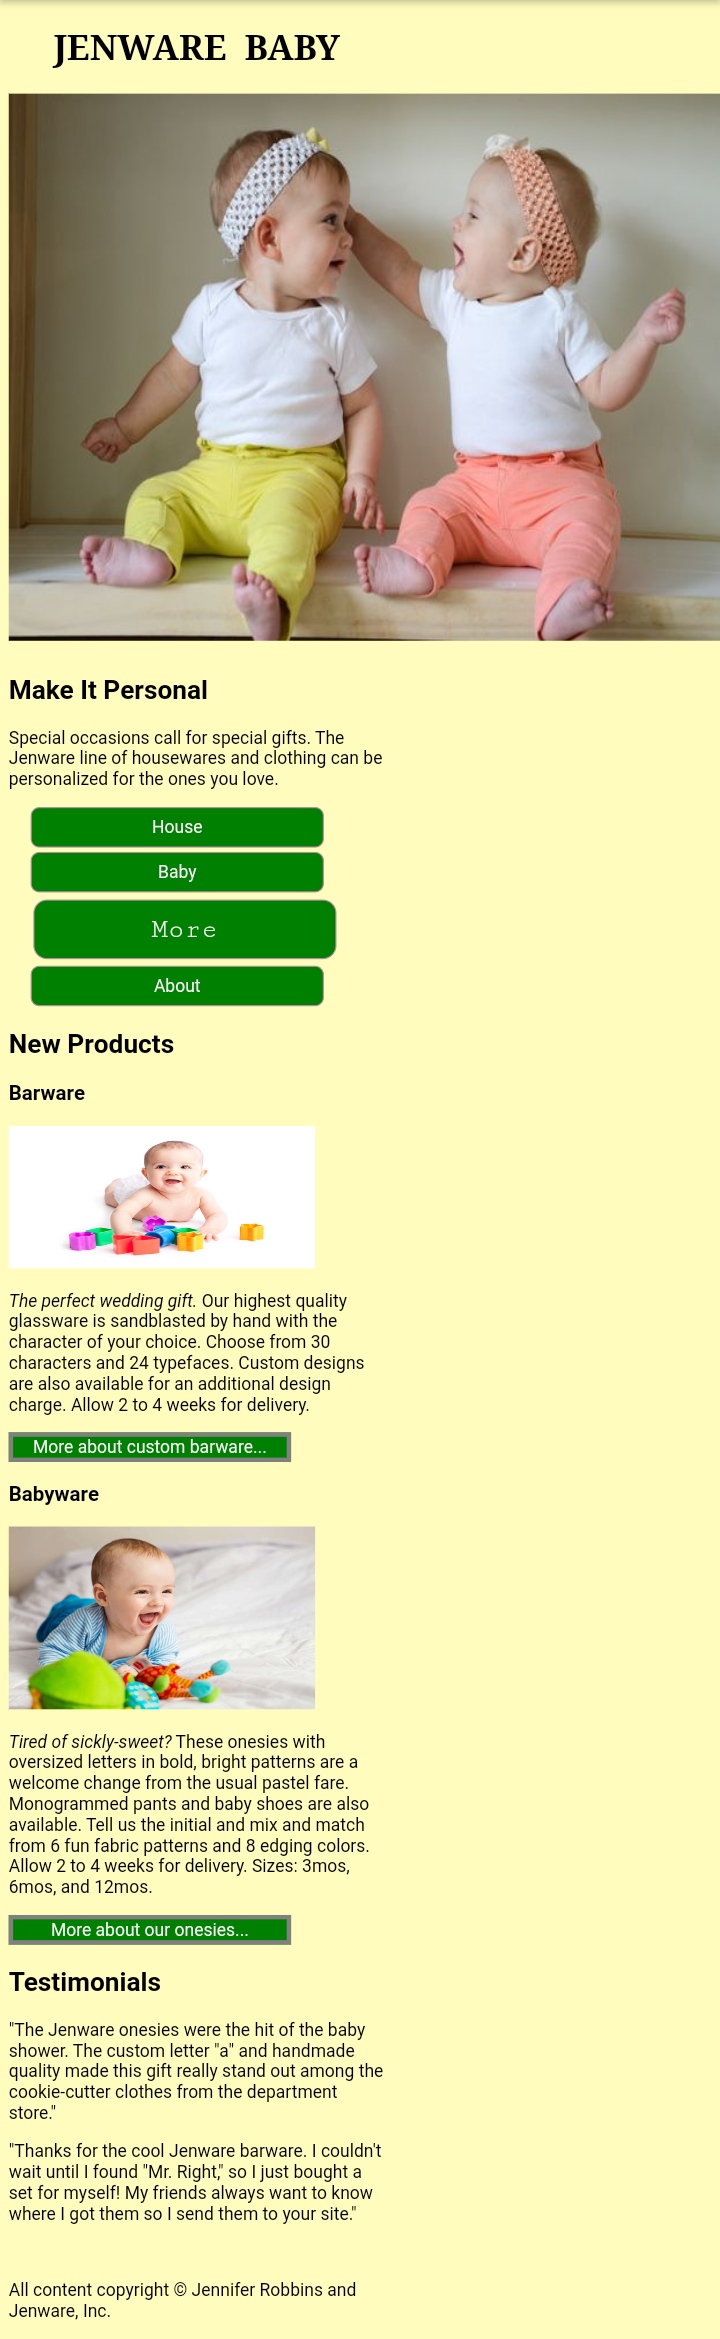 JENWARE BABY
Make It Personal
Special occasions call for special gifts. The
Jenware line of housewares and clothing can be
personalized for the ones you love.
House
Baby
More
About
New Products
Barware
The perfect wedding gift. Our highest quality
glassware is sandblasted by hand with the
character of your choice. Choose from 30
characters and 24 typefaces. Custom designs
are also available for an additional design
charge. Allow 2 to 4 weeks for delivery.
More about custom barware...
Babyware
Tired of sickly-sweet? These onesies with
oversized letters in bold, bright patterns are a
welcome change from the usual pastel fare.
Monogrammed pants and baby shoes are also
available. Tell us the initial and mix and match
from 6 fun fabric patterns and 8 edging colors.
Allow 2 to 4 weeks for delivery. Sizes: 3mos,
6mos, and 12mos.
More about our onesies...
Testimonials
"The Jenware onesies were the hit of the baby
shower. The custom letter "a" and handmade
quality made this gift really stand out among the
cookie-cutter clothes from the department
store."
"Thanks for the cool Jenware barware. I couldn't
wait until I found "Mr. Right," so I just bought a
set for myself! My friends always want to know
where I got them so I send them to your site."
All content copyright © Jennifer Robbins and
Jenware, Inc.